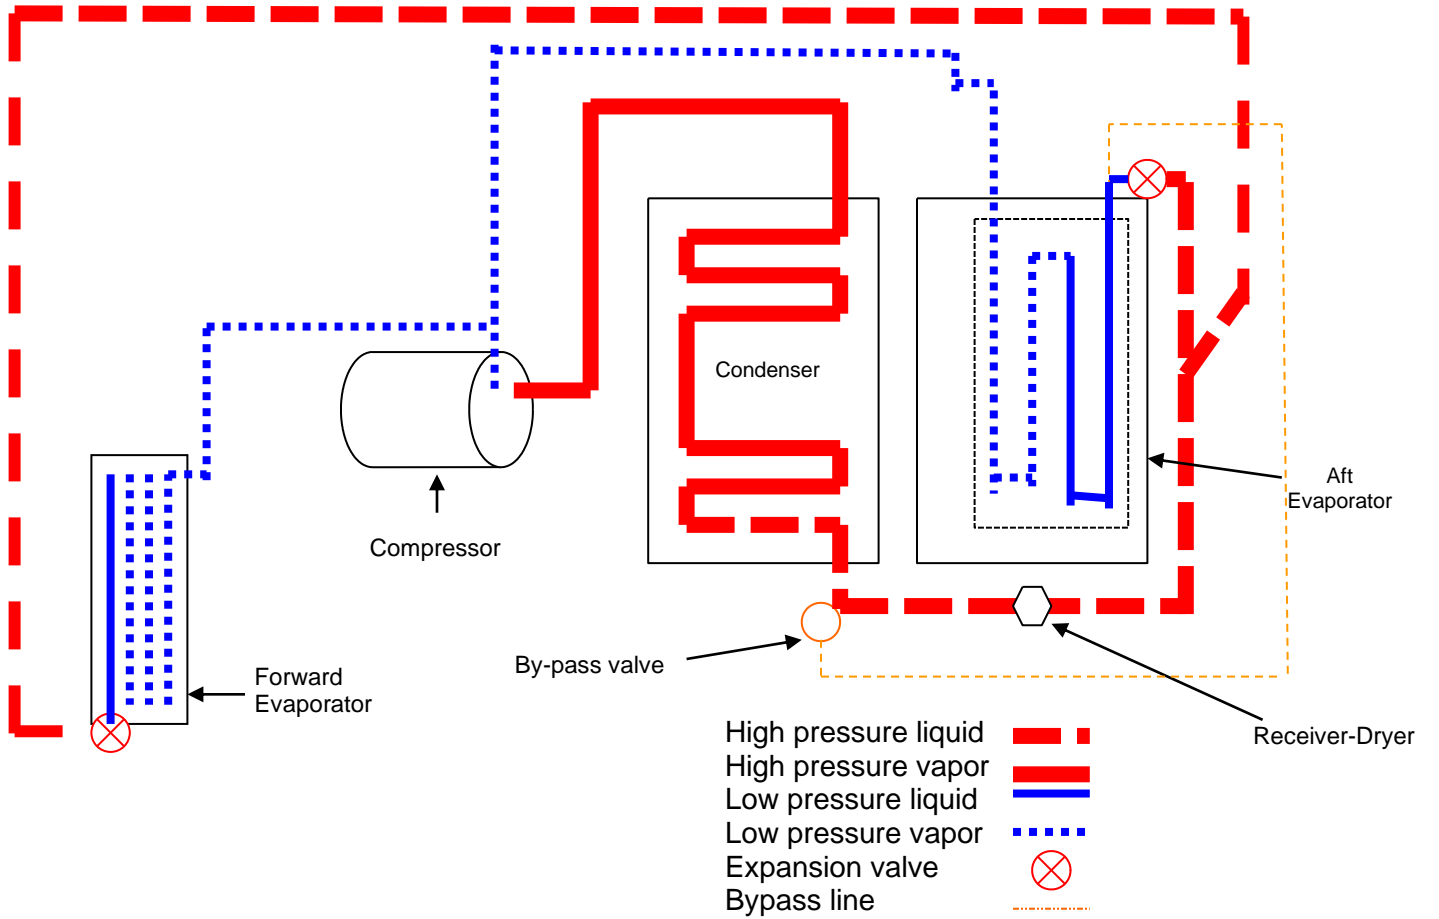 Condenser
Compressor
Aft
Evaporator
Forward
Evaporator
By-pass valve
Receiver-Dryer
High pressure liquid
High pressure vapor
Low pressure liquid
Low pressure vapor
Expansion valve
Bypass line